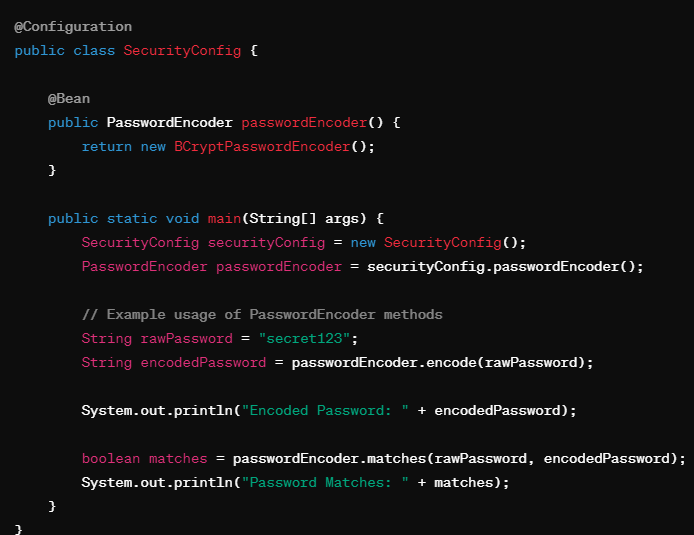 @Configuration
public class SecurityConfig {
@Bean
public PasswordEncoder passwordEncoder() {
return new BCryptPasswordEncoder();
}
public static void main(String[] args) {
SecurityConfig securityConfig = new SecurityConfig();
PasswordEncoder passwordEncoder = securityConfig.passwordEncoder();
// Example usage of PasswordEncoder methods
String rawPassword = "secret123";
String encodedPassword = passwordEncoder.encode(rawPassword);
System.out.println("Encoded Password: " + encodedPassword);
boolean matches = passwordEncoder.matches(rawPassword, encodedPassword);
System.out.println("Password Matches: " + matches);
}
}